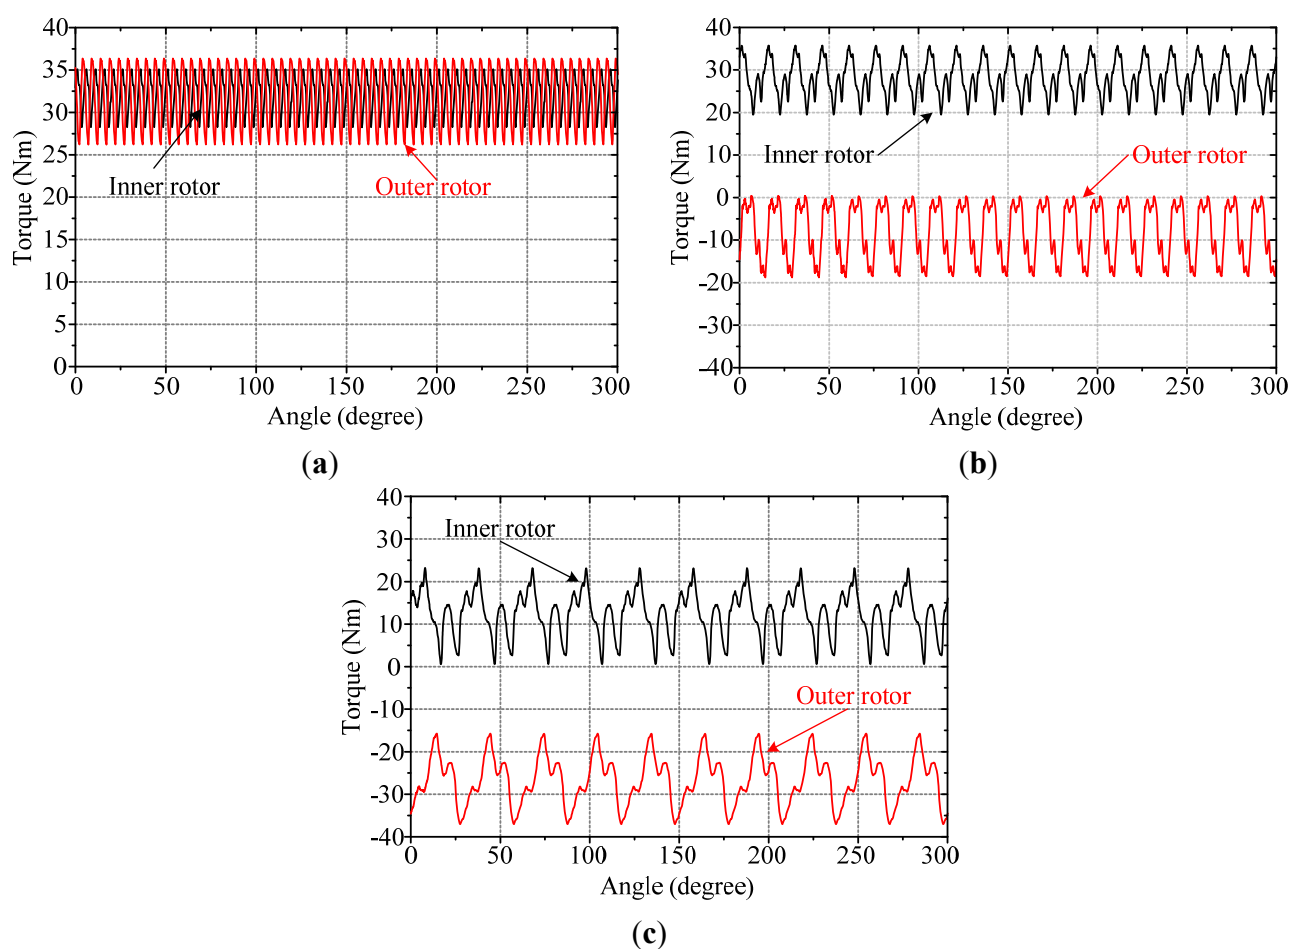 40
35
30
25
20
15
10
5
0
Torque (Nm)
Inner rotor
Outer rotor
0 50 100 150 200 250 300
Angle (degree)
(a)
40
30
20
10
0
-10
-20
-30
-40
Torque (Nm)
Inner rotor
Outer rotor
0 50 100 150 200 250 300
Angle (degree)
(b)
40
30
20
10
0
-10
-20
-30
-40
Torque (Nm)
Inner rotor
Outer rotor
0 50 100 150 200 250 300
Angle (degree)
(c)